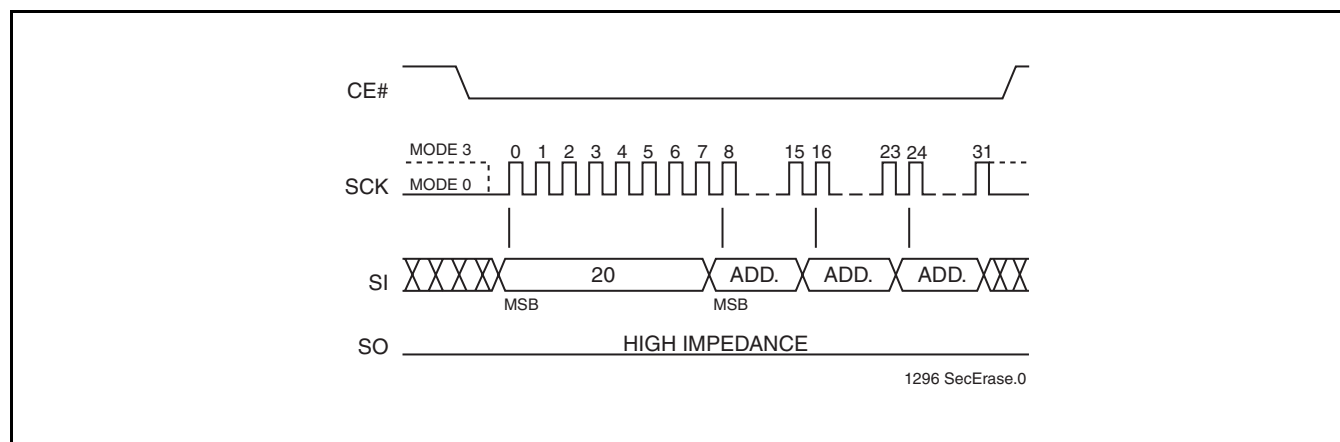 CE#
MODE 3
0 1 2 3 4 5 6 7 8 15 16 23 24 31
SCK
MODE 0
SI
20 ADD. ADD. ADD.
MSB MSB
SO
HIGH IMPEDANCE
1296 SecErase.0